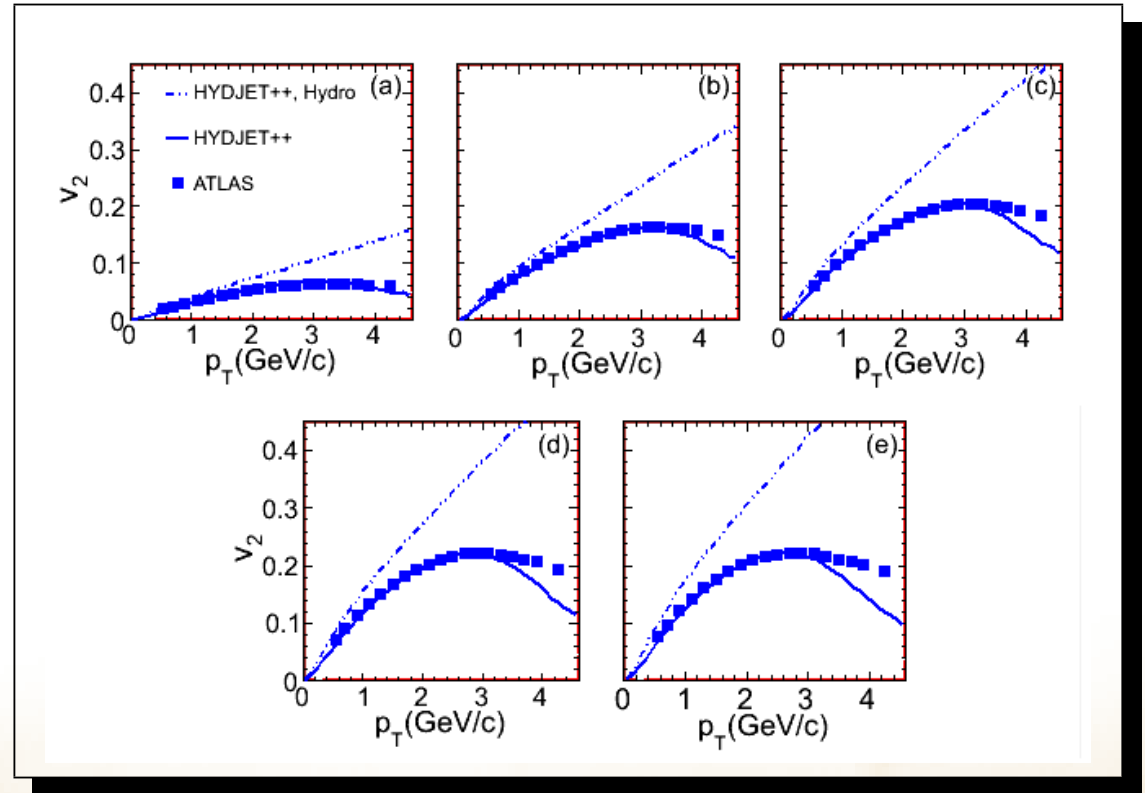 (a)
HYDJET++, Hydro
HYDJET++
ATLAS
v2
0.4
0.3
0.2
0.1
0
0 1 2 3 4
pT(GeV/c)
(b)
0 1 2 3 4
pT(GeV/c)
(c)
0 1 2 3 4
pT(GeV/c)
(d)
v2
0.4
0.3
0.2
0.1
0
0 1 2 3 4
pT(GeV/c)
(e)
0 1 2 3 4
pT(GeV/c)